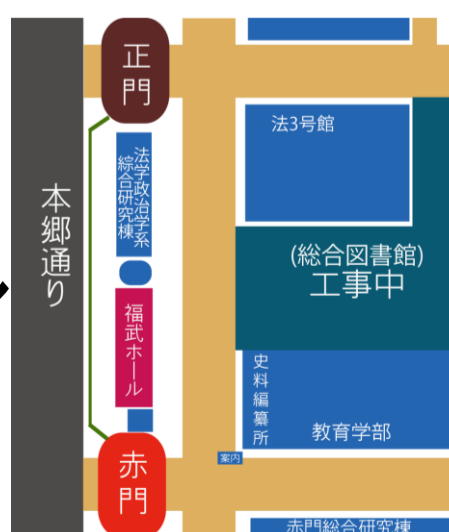 正門
法3号館
法学政治学系
綜合研究棟
本郷通り
(総合図書館)
工事中
福武ホール
史料編纂所
教育学部
赤門
案内
赤門総合研究棟